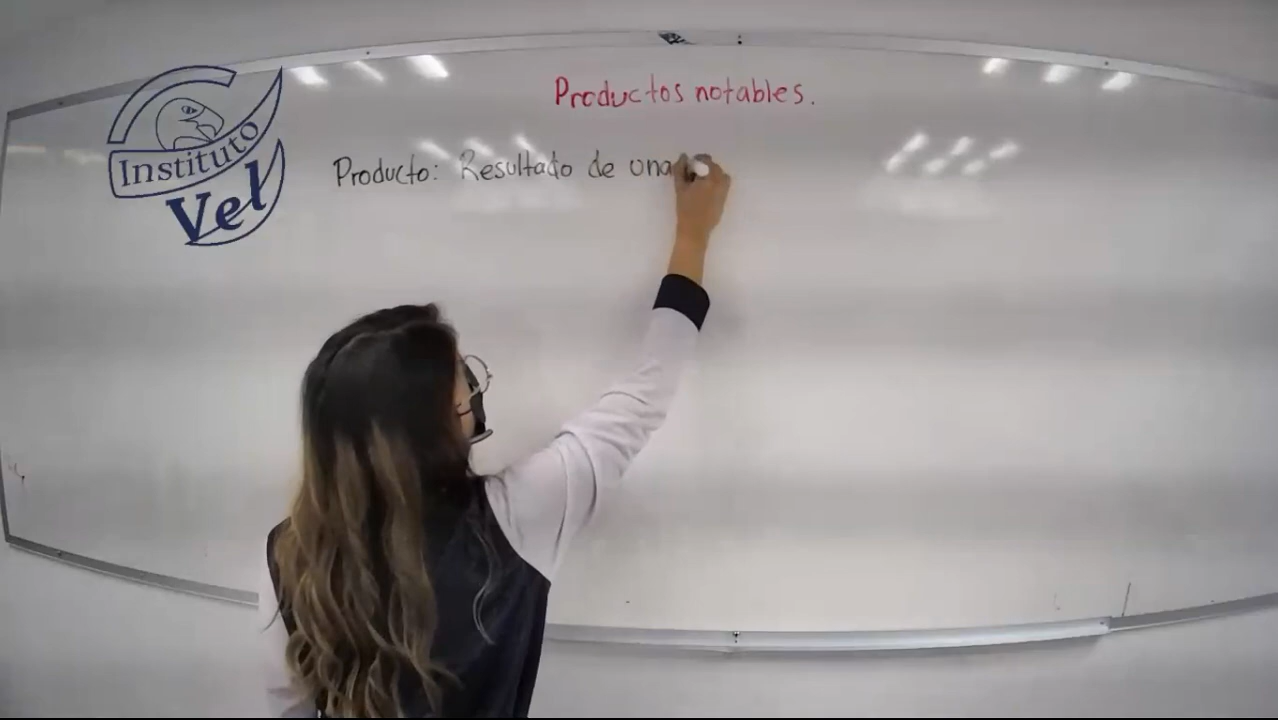 Productos notables.
Instituto
Vel
Producto: Resultado de una